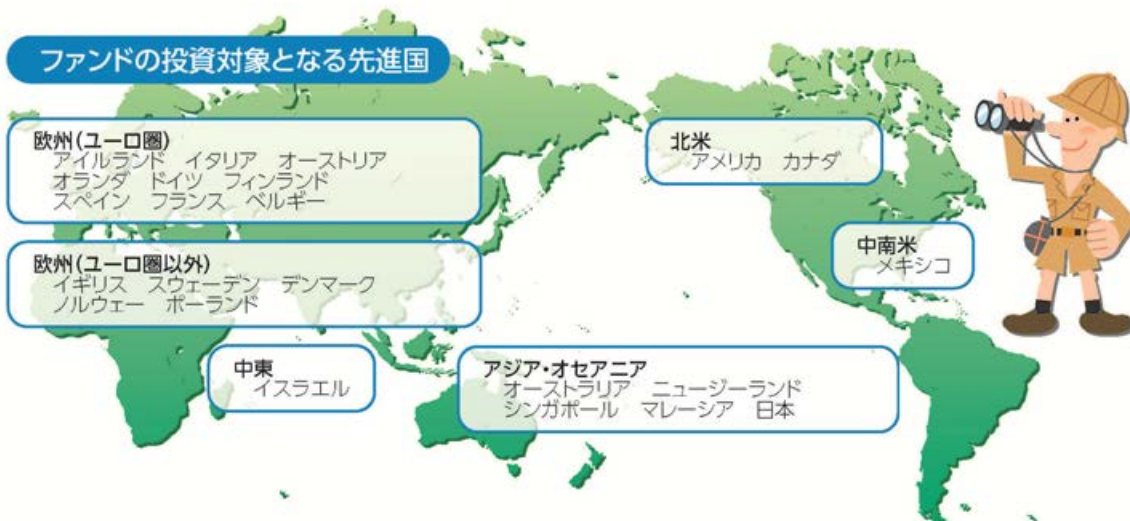 ファンドの投資対象となる先進国
欧州(ユーロ圏)
アイルランド イタリア オーストリア
オランダ ドイツ フィンランド
スペイン フランス ベルギー
欧州(ユーロ圏以外)
イギリス スウェーデン デンマーク
ノルウェー ポーランド
中東
イスラエル
アジア・オセアニア
オーストラリア ニュージーランド
シンガポール マレーシア 日本
北米
アメリカ カナダ
中南米
メキシコ